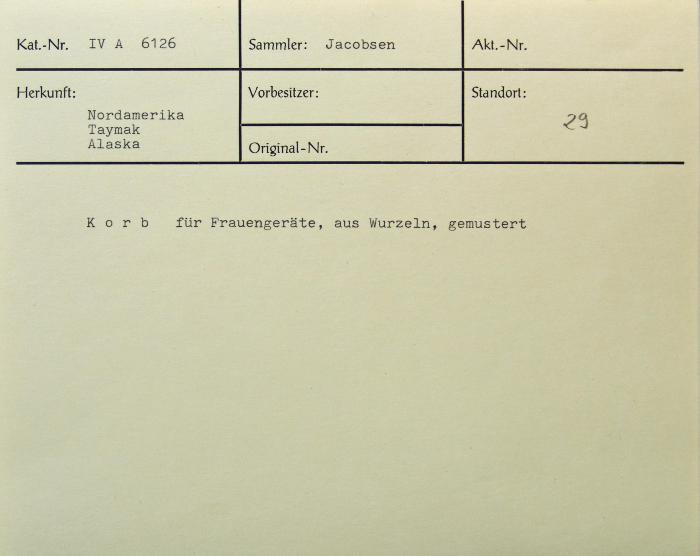 Kat.-Nr. IV A 6126
Sammler: Jacobsen
Akt.-Nr.
Herkunft:
Nordamerika
Taymak
Alaska
Vorbesitzer:
Original-Nr.
Standort:
29
K o r b für Frauengeräte, aus Wurzeln, gemustert